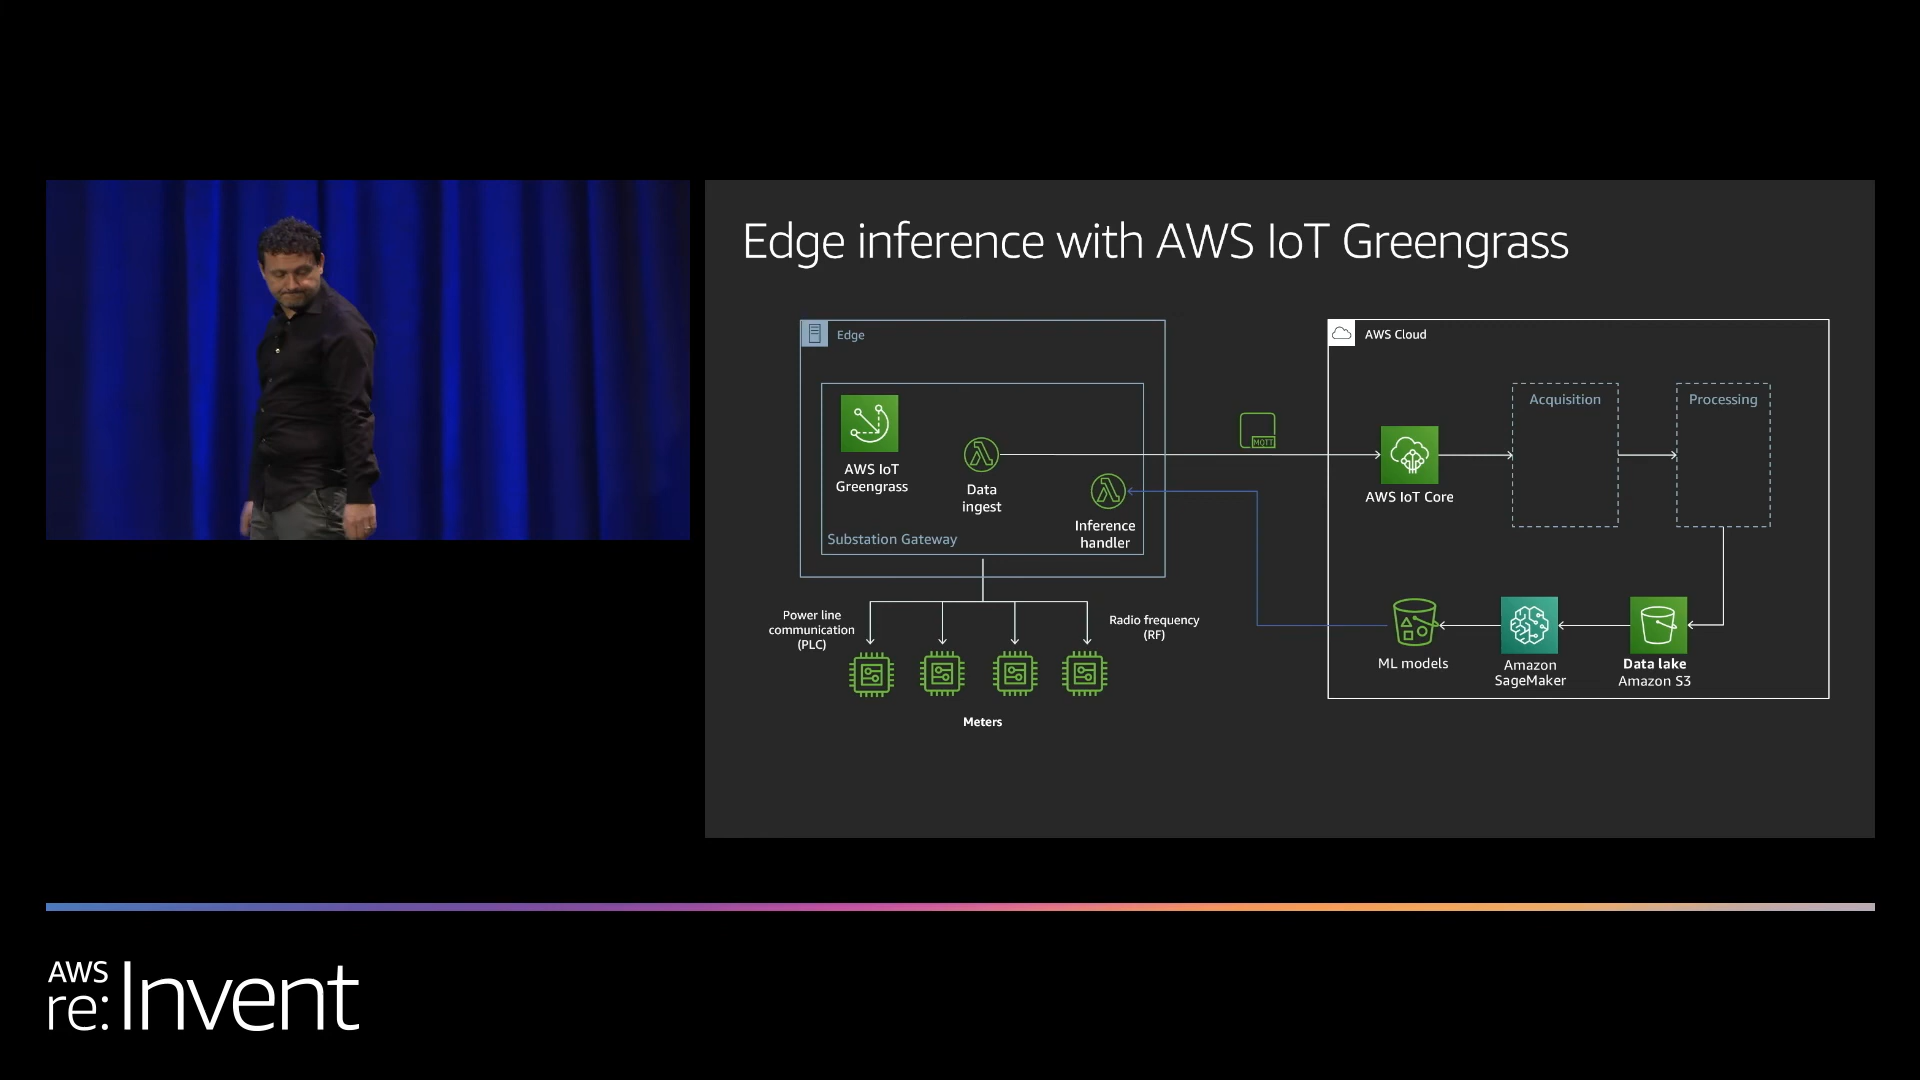 Edge inference with AWS IoT Greengrass
Edge
AWS Cloud
AWS IoT
Greengrass
Data
ingest
Inference
handler
Substation Gateway
MQTT
AWS IoT Core
Acquisition
Processing
Power line
communication
(PLC)
Radio frequency
(RF)
Meters
ML models
Amazon
SageMaker
Data lake
Amazon S3
AWS
re:Invent